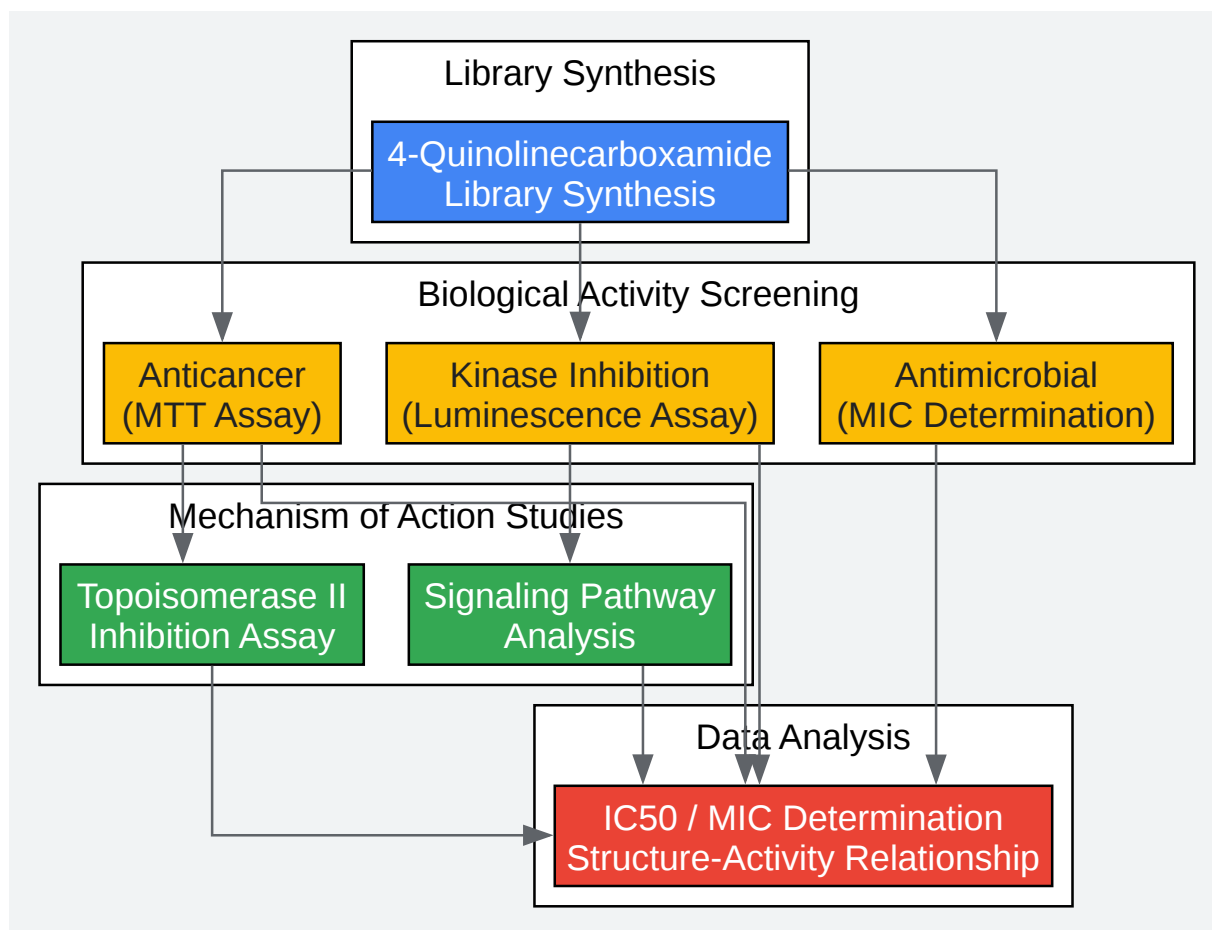 Library Synthesis
4-Quinolinecarboxamide
Library Synthesis
Biological Activity Screening
Anticancer
(MTT Assay)
Kinase Inhibition
(Luminescence Assay)
Antimicrobial
(MIC Determination)
Mechanism of Action Studies
Topoisomerase II
Inhibition Assay
Signaling Pathway
Analysis
Data Analysis
IC50 / MIC Determination
Structure-Activity Relationship